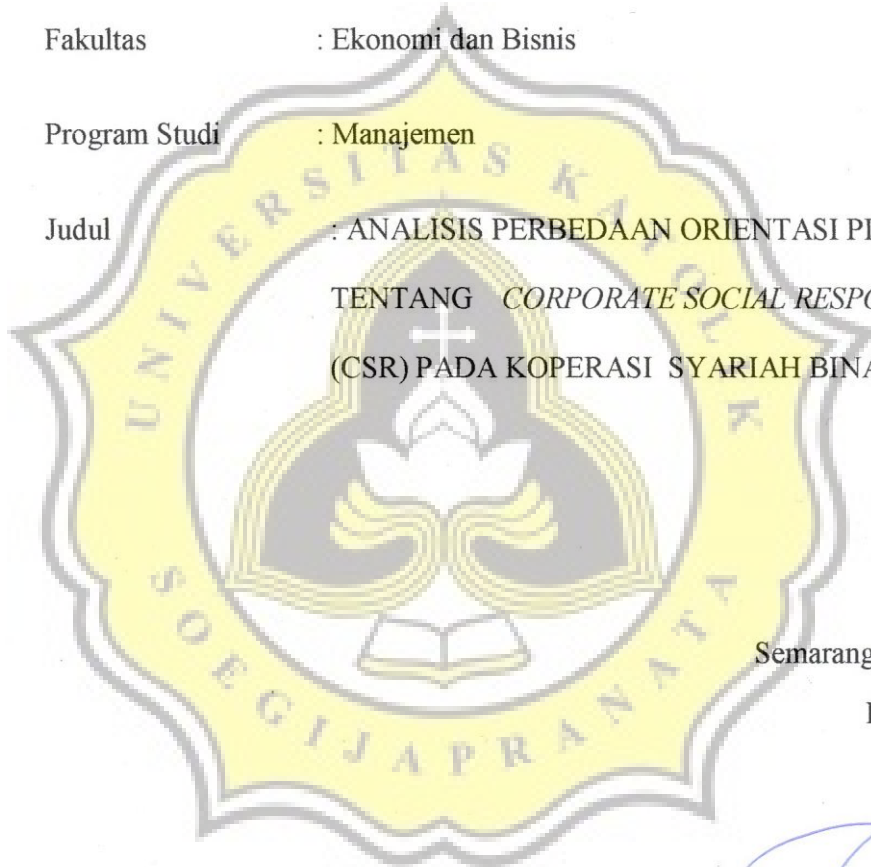 Fakultas : Ekonomi dan Bisnis
Program Studi : Manajemen
Judul : ANALISIS PERBEDAAN ORIENTASI
TENTANG CORPORATE SOCIAL
(CSR) PADA KOPERASI SYARIAH
UNIVERSITAS KATOLIK
SOEGIJAPRANATA
Semarang